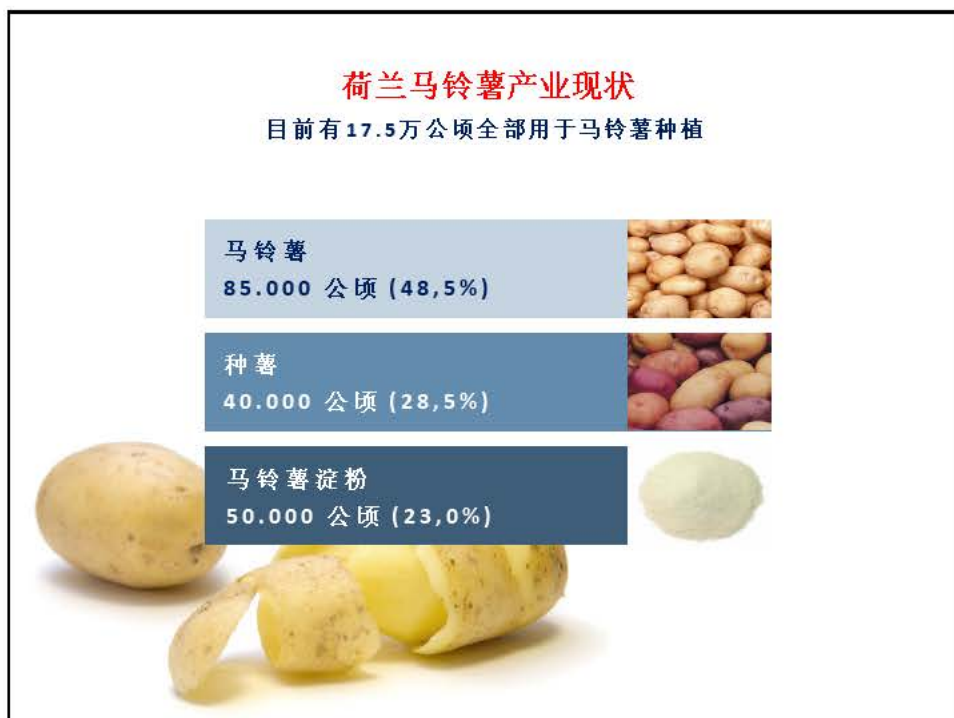 荷兰马铃薯产业现状
目前有17.5万公顷全部用于马铃薯种植
马铃薯
85.000 公顷 (48,5%)
种薯
40.000 公顷 (28,5%)
马铃薯淀粉
50.000 公顷 (23,0%)